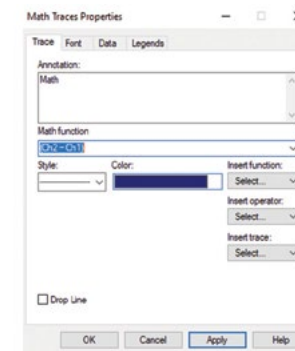 Math Traces Properties
Trace Font Data Legends
Annotation:
Math
Math function
(Ch2 - Ch1)
Style: Color: Insert function:
Select...
Insert operator:
Select...
Insert trace:
Select...
Drop Line
OK Cancel Apply Help